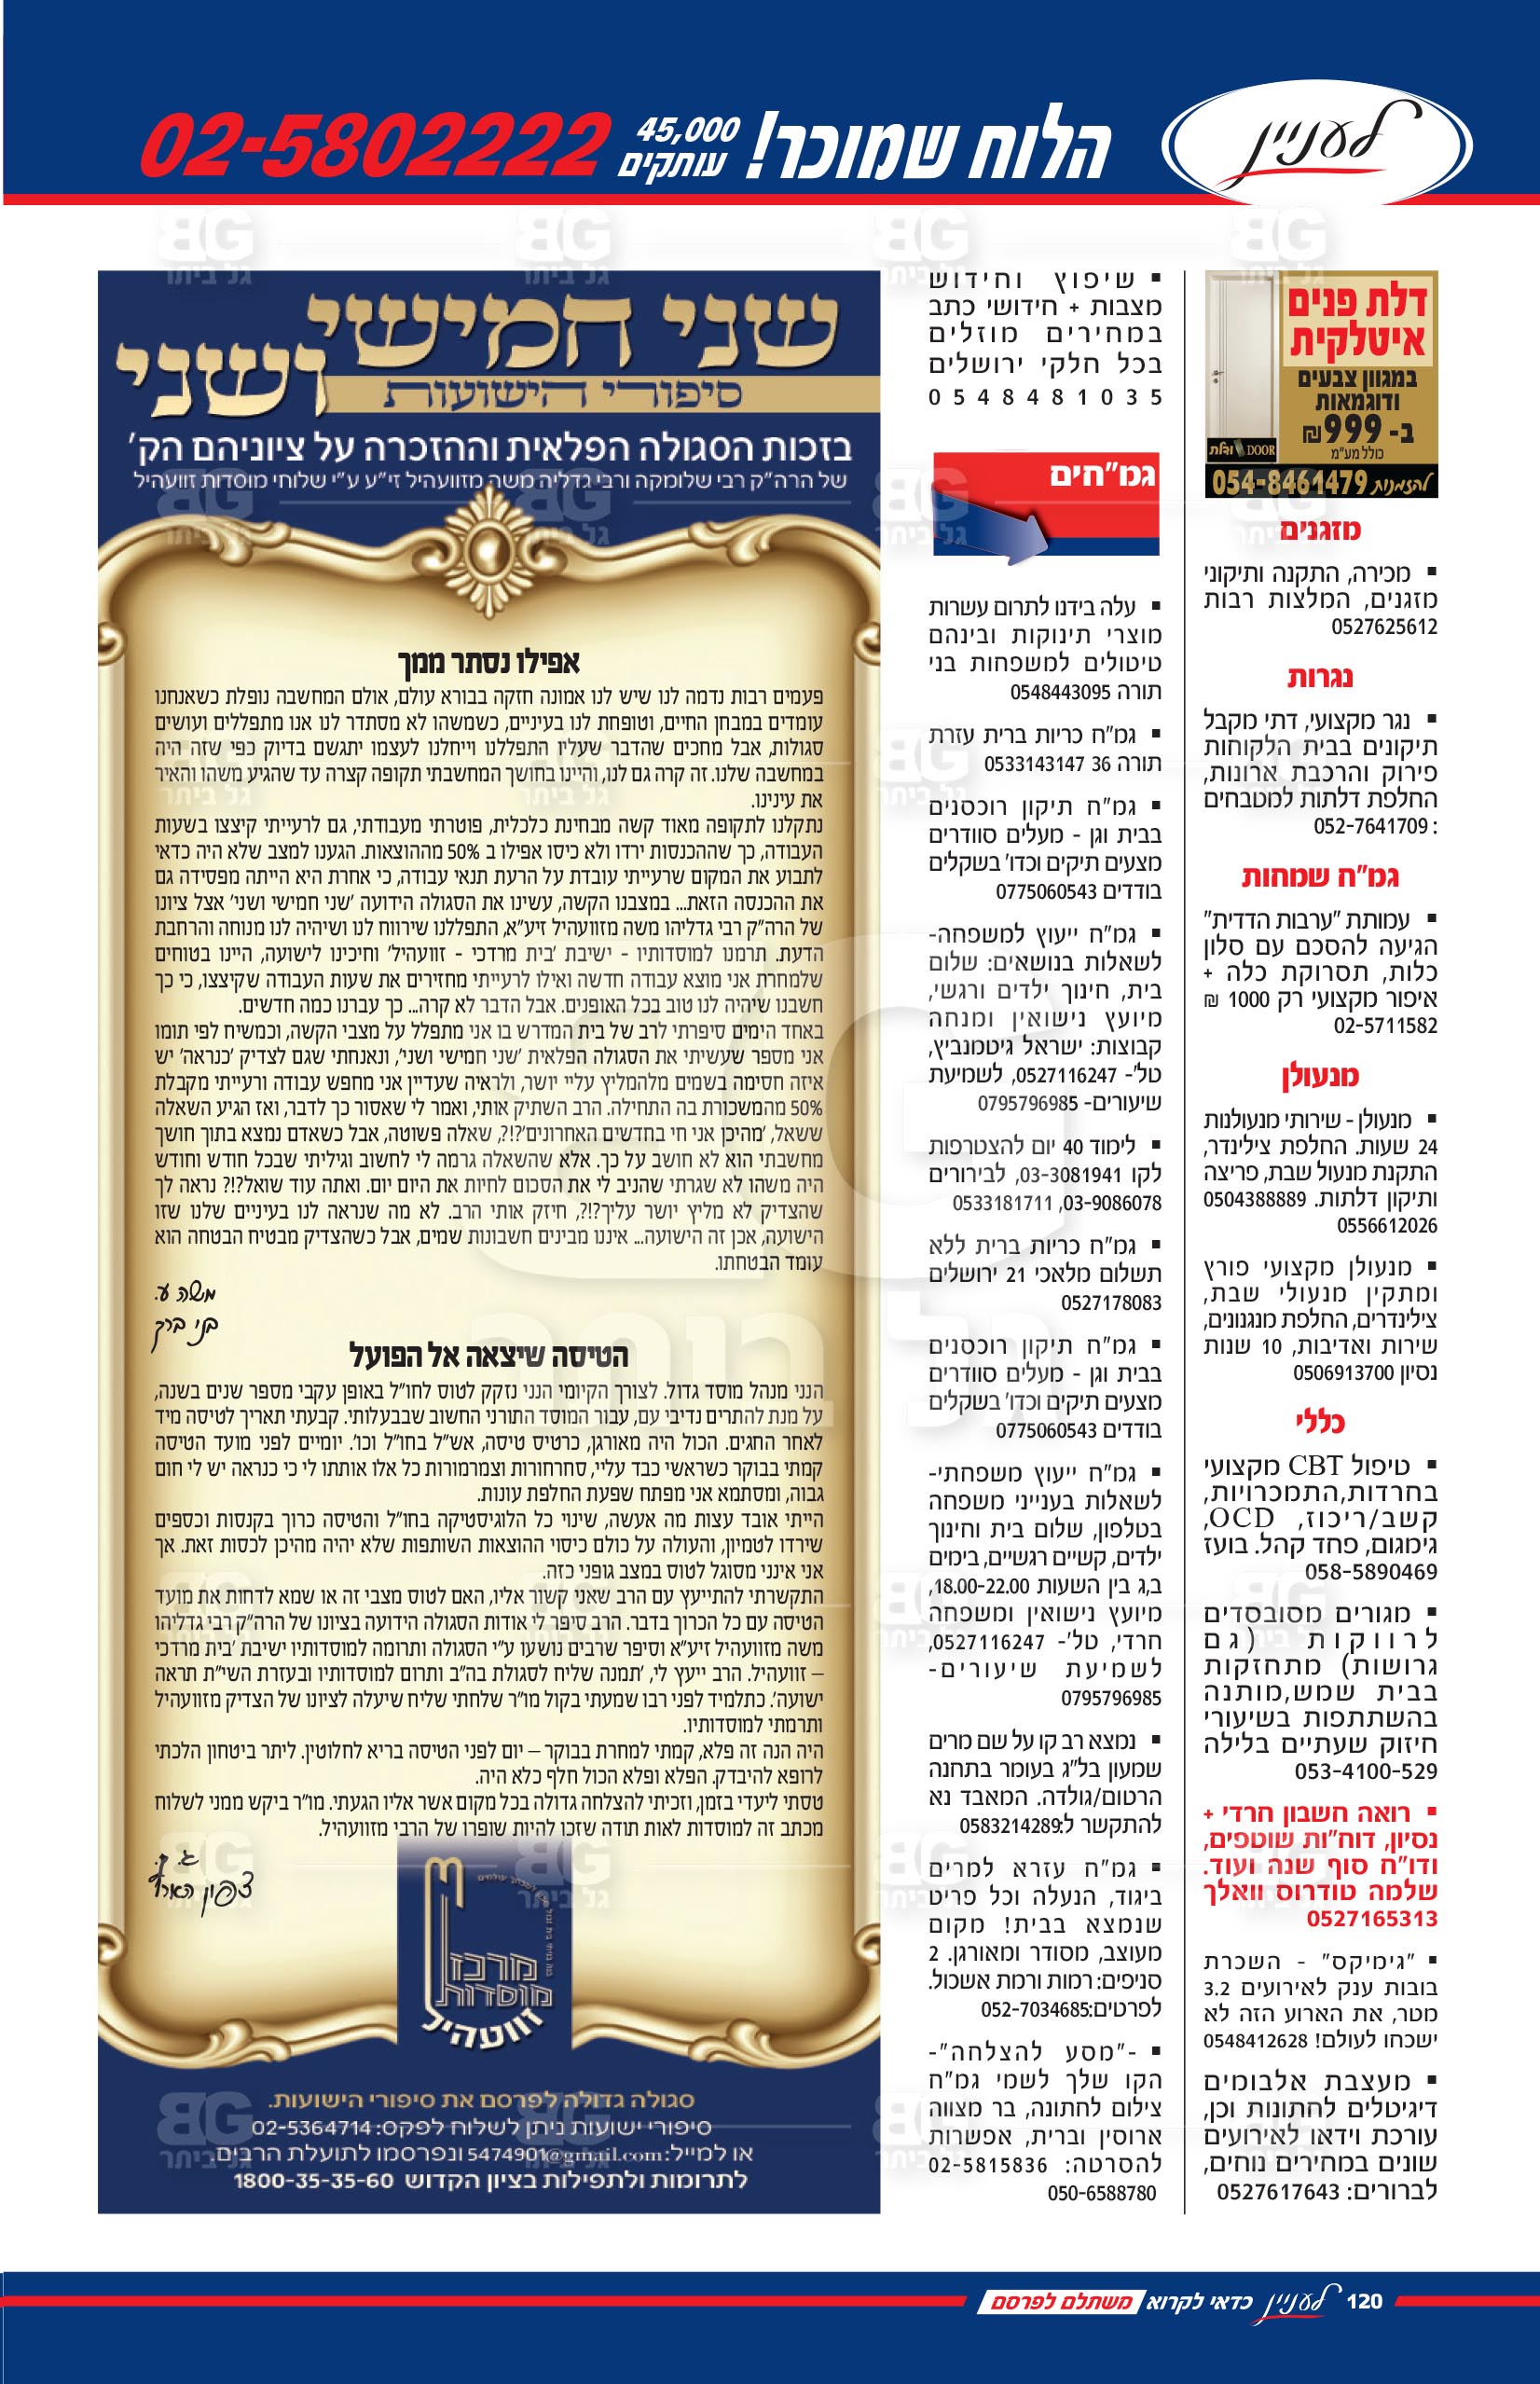 לעניין
הלוח שמוכר!
45,000
עותקים
02-5802222
דלת פנים
איטלקית
במגוון צבעים
ודוגמאות
ב- 999 ₪
כולל מע"מ
DOOR ודלת
להזמנות 054-8461479
מזגנים
▪ מכירה, התקנה ותיקוני
מזגנים, המלצות רבות
0527625612
נגרות
▪ נגר מקצועי, דתי מקבל
תיקונים בבית הלקוחות
פירוק והרכבת ארונות,
החלפת דלתות למטבחים
: 052-7641709
גמ"ח שמחות
▪ עמותת "ערבות הדדית"
הגיעה להסכם עם סלון
כלות, תסרוקת כלה +
איפור מקצועי רק 1000 ₪
02-5711582
מנעולן
▪ מנעולן - שירותי מנעולנות
24 שעות. החלפת צילינדר,
התקנת מנעול שבת, פריצה
ותיקון דלתות. 0504388889
0556612026
▪ מנעולן מקצועי פורץ
ומתקין מנעולי שבת,
צילינדרים, החלפת מנגנונים,
שירות ואדיבות, 10 שנות
נסיון 0506913700
כללי
▪ טיפול CBT מקצועי
בחרדות,התמכרויות,
קשב/ריכוז, OCD,
גימגום, פחד קהל. בועז
058-5890469
▪ מגורים מסובסדים
לרווקות (גם
גרושות) מתחזקות
בבית שמש,מותנה
בהשתתפות בשיעורי
חיזוק שעתיים בלילה
053-4100-529
▪ רואה חשבון חרדי +
נסיון, דוח"ות שוטפים,
ודו"ח סוף שנה ועוד.
שלמה טודרוס וואלך
0527165313
▪ "גימיקס" - השכרת
בובות ענק לאירועים 3.2
מטר, את הארוע הזה לא
ישכחו לעולם! 0548412628
▪ מעצבת אלבומים
דיגיטלים לחתונות וכן,
עורכת וידאו לאירועים
שונים במחירים נוחים,
לברורים: 0527617643
▪ שיפוץ וחידוש
מצבות + חידושי כתב
במחירים מוזלים
בכל חלקי ירושלים
0548481035
גמ"חים
▪ עלה בידנו לתרום עשרות
מוצרי תינוקות ובינהם
טיטולים למשפחות בני
תורה 0548443095
▪ גמ"ח כריות ברית עזרת
תורה 36 0533143147
▪ גמ"ח תיקון רוכסנים
בבית וגן - מעלים סוודרים
מצעים תיקים וכדו' בשקלים
בודדים 0775060543
▪ גמ"ח ייעוץ למשפחה-
לשאלות בנושאים: שלום
בית, חינוך ילדים ורגשי,
מיועץ נישואין ומנחה
קבוצות: ישראל גיטמנביץ,
טל'- 0527116247, לשמיעת
שיעורים- 0795796985
▪ לימוד 40 יום להצטרפות
לקו 03-3081941, לבירורים
03-9086078, 0533181711
▪ גמ"ח כריות ברית ללא
תשלום מלאכי 21 ירושלים
0527178083
▪ גמ"ח תיקון רוכסנים
בבית וגן - מעלים סוודרים
מצעים תיקים וכדו' בשקלים
בודדים 0775060543
▪ גמ"ח ייעוץ משפחתי-
לשאלות בענייני משפחה
בטלפון, שלום בית וחינוך
ילדים, קשיים רגשיים, בימים
ב,ג בין השעות 18.00-22.00,
מיועץ נישואין ומשפחה
חרדי, טל'- 0527116247,
לשמיעת שיעורים-
0795796985
▪ נמצא רב קו על שם מרים
שמעון בל"ג בעומר בתחנה
הרטום/גולדה. המאבד נא
להתקשר ל:0583214289
▪ גמ"ח עזרא למרים
ביגוד, הנעלה וכל פריט
שנמצא בבית! מקום
מעוצב, מסודר ומאורגן. 2
סניפים: רמות ורמת אשכול.
לפרטים:052-7034685
▪ -"מסע להצלחה"-
הקו שלך לשמי גמ"ח
צילום לחתונה, בר מצווה
ארוסין וברית, אפשרות
להסרטה: 02-5815836
050-6588780
שני חמישי ושני
סיפורי הישועות
בזכות הסגולה הפלאית וההזכרה על ציוניהם הק'
של הרה"ק רבי שלומקה ורבי גדליה משה מזוועהיל זי"ע ע"י שלוחי מוסדות זוועהיל
אפילו נסתר ממך
פעמים רבות נדמה לנו שיש לנו אמונה חזקה בבורא עולם, אולם המחשבה נופלת כשאנחנו
עומדים במבחן החיים, וטופחת לנו בעיניים, כשמשהו לא מסתדר לנו אנו מתפללים ועושים
סגולות, אבל מחכים שהדבר שעליו התפללנו וייחלנו לעצמו יתגשם בדיוק כפי שזה היה
במחשבה שלנו. זה קרה גם לנו, והיינו בחושך המחשבתי תקופה קצרה עד שהגיע משהו והאיר
את עינינו.
נתקלנו לתקופה מאוד קשה מבחינת כלכלית, פוטרתי מעבודתי, גם לרעייתי קיצצו בשעות
העבודה, כך שההכנסות ירדו ולא כיסו אפילו ב 50% מההוצאות. הגענו למצב שלא היה כדאי
לתבוע את המקום שרעייתי עובדת על הרעת תנאי עבודה, כי אחרת היא הייתה מפסידה גם
את ההכנסה הזאת... במצבנו הקשה, עשינו את הסגולה הידועה 'שני חמישי ושני' אצל ציונו
של הרה"ק רבי גדליהו משה מזוועהיל זיע"א, התפללנו שירווח לנו ושיהיה לנו מנוחה והרחבת
הדעת. תרמנו למוסדותיו - ישיבת 'בית מרדכי - זוועהיל' וחיכינו לישועה, היינו בטוחים
שלמחרת אני מוצא עבודה חדשה ואילו לרעייתי מחזירים את שעות העבודה שקיצצו, כי כך
חשבנו שיהיה לנו טוב בכל האופנים. אבל הדבר לא קרה... כך עברנו כמה חדשים.
באחד הימים סיפרתי לרב של בית המדרש בו אני מתפלל על מצבי הקשה, וכמשיח לפי תומו
אני מספר שעשיתי את הסגולה הפלאית 'שני חמישי ושני', ונאנחתי שגם לצדיק 'כנראה' יש
איזה חסימה בשמים מלהמליץ עליי יושר, ולראיה שעדיין אני מחפש עבודה ורעייתי מקבלת
50% מהמשכורת בה התחילה. הרב השתיק אותי, ואמר לי שאסור כך לדבר, ואז הגיע השאלה
ששאל, 'מהיכן אני חי בחדשים האחרונים'?!?, שאלה פשוטה, אבל כשאדם נמצא בתוך חושך
מחשבתי הוא לא חושב על כך. אלא שהשאלה גרמה לי לחשוב וגיליתי שבכל חודש וחודש
היה משהו לא שגרתי שהניב לי את הסכום לחיות את היום יום. ואתה עוד שואל?!? נראה לך
שהצדיק לא מליץ יושר עליך?!?, חיזק אותי הרב. לא מה שנראה לנו בעיניים שלנו שזו
הישועה, אכן זה הישועה... איננו מבינים חשבונות שמים, אבל כשהצדיק מבטיח הבטחה הוא
עומד הבטחתו.
משה ע.
בני ברק
הטיסה שיצאה אל הפועל
הנני מנהל מוסד גדול. לצורך הקיומי הנני נזקק לטוס לחו"ל באופן עקבי מספר שנים בשנה,
על מנת להתרים נדיבי עם, עבור המוסד התורני החשוב שבבעלותי. קבעתי תאריך לטיסה מיד
לאחר החגים. הכול היה מאורגן, כרטיס טיסה, אש"ל בחו"ל וכו'. יומיים לפני מועד הטיסה
קמתי בבוקר כשראשי כבד עליי, סחרחורות וצמרמורות כל אלו אותתו לי כי כנראה יש לי חום
גבוה, ומסתמא אני מפתח שפעת החלפת עונות.
הייתי אובד עצות מה אעשה, שינוי כל הלוגיסטיקה בחו"ל והטיסה כרוך בקנסות וכספים
שירדו לטמיון, והעולה על כולם כיסוי ההוצאות השותפות שלא יהיה מהיכן לכסות זאת. אך
אני אינני מסוגל לטוס במצב גופני כזה.
התקשרתי להתייעץ עם הרב שאני קשור אליו, האם לטוס מצבי זה או שמא לדחות את מועד
הטיסה עם כל הכרוך בדבר. הרב סיפר לי אודות הסגולה הידועה בציונו של הרה"ק רבי גדליהו
משה מזוועהיל זיע"א וסיפר שרבים נושעו ע"י הסגולה ותרומה למוסדותיו ישיבת 'בית מרדכי
– זוועהיל. הרב ייעץ לי, 'תמנה שליח לסגולת בה"ב ותרום למוסדותיו ובעזרת השי"ת תראה
ישועה'. כתלמיד לפני רבו שמעתי בקול מו"ר שלחתי שליח שיעלה לציונו של הצדיק מזוועהיל
ותרמתי למוסדותיו.
היה הנה זה פלא, קמתי למחרת בבוקר – יום לפני הטיסה בריא לחלוטין. ליתר ביטחון הלכתי
לרופא להיבדק. הפלא ופלא הכול חלף כלא היה.
טסתי ליעדי בזמן, וזכיתי להצלחה גדולה בכל מקום אשר אליו הגעתי. מו"ר ביקש ממני לשלוח
מכתב זה למוסדות לאות תודה שזכו להיות שופרו של הרבי מזוועהיל.
צפון הארץ
מרכז
מוסדות
זוועהיל
סגולה גדולה לפרסם את סיפורי הישועות.
סיפורי ישועות ניתן לשלוח לפקס: 02-5364714
או למייל: 5474901@gmail.com ונפרסמו לתועלת הרבים.
לתרומות ולתפילות בציון הקדוש 1800-35-35-60
120 לעניין כדאי לקרוא משתלם לפרסם
BG
גל ביתר